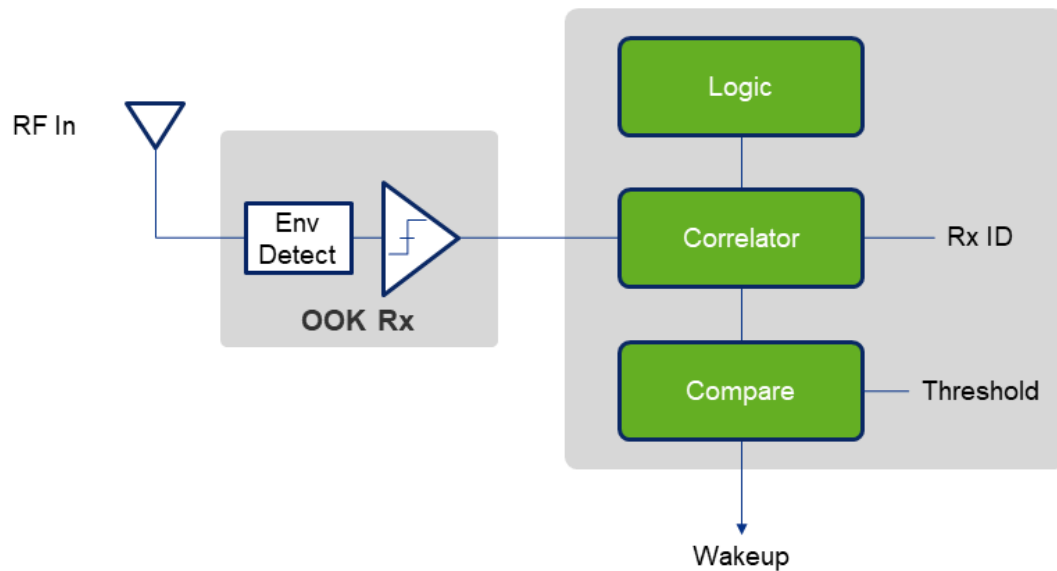 RF In
Env
Detect
OOK Rx
Logic
Correlator
Rx ID
Compare
Threshold
Wakeup